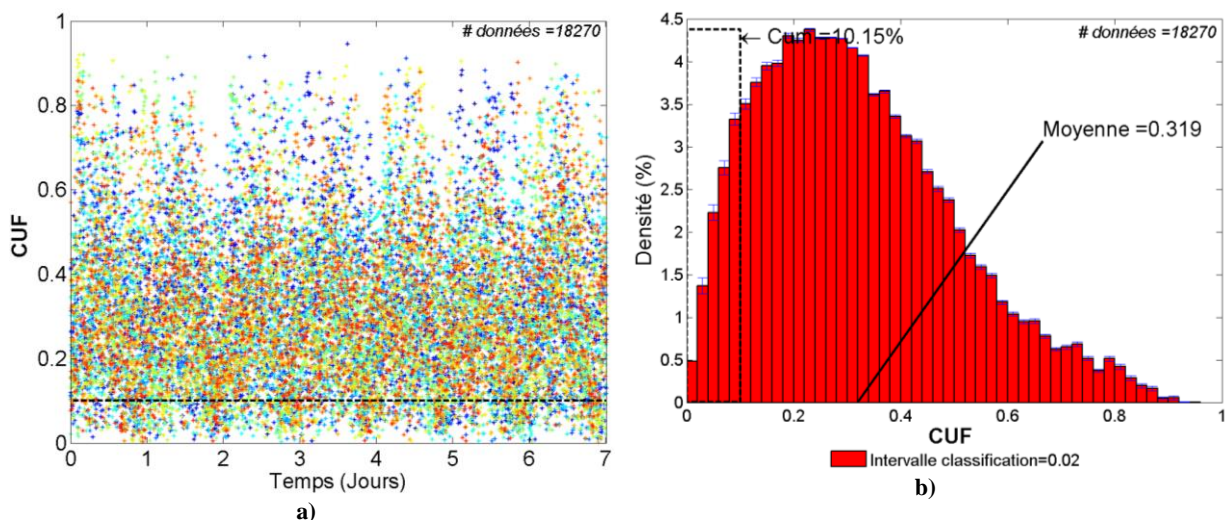 # données =18270
1
0.8
0.6
0.4
0.2
0
CUF
0 1 2 3 4 5 6 7
Temps (Jours)
a)
# données =18270
← Cum =10.15%
Moyenne =0.319
4.5
4
3.5
3
2.5
2
1.5
1
0.5
0
Densité (%)
0 0.2 0.4 0.6 0.8 1
CUF
Intervalle classification=0.02
b)